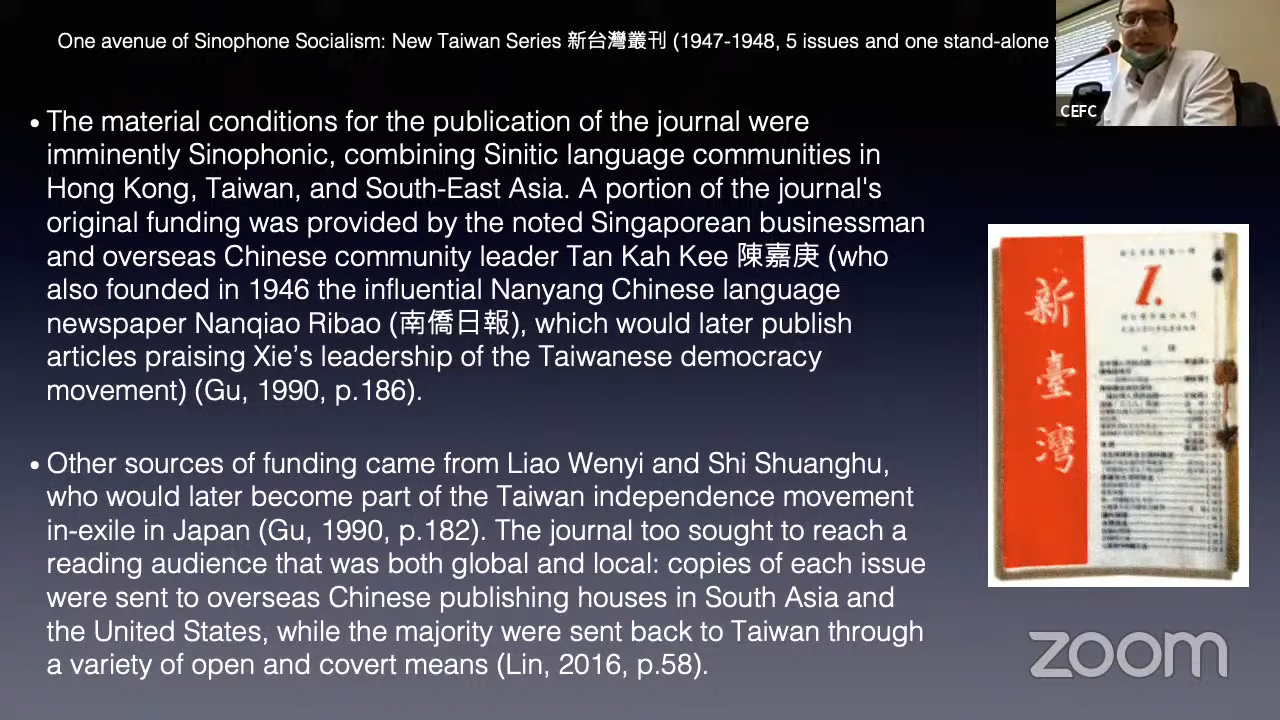 One avenue of Sinophone Socialism: New Taiwan Series 新台灣叢刊 (1947-1948, 5 issues and one stand-alone
CEFC
• The material conditions for the publication of the journal were
imminently Sinophonic, combining Sinitic language communities in
Hong Kong, Taiwan, and South-East Asia. A portion of the journal's
original funding was provided by the noted Singaporean businessman
and overseas Chinese community leader Tan Kah Kee 陳嘉庚 (who
also founded in 1946 the influential Nanyang Chinese language
newspaper Nanqiao Ribao (南僑日報), which would later publish
articles praising Xie’s leadership of the Taiwanese democracy
movement) (Gu, 1990, p.186).
• Other sources of funding came from Liao Wenyi and Shi Shuanghu,
who would later become part of the Taiwan independence movement
in-exile in Japan (Gu, 1990, p.182). The journal too sought to reach a
reading audience that was both global and local: copies of each issue
were sent to overseas Chinese publishing houses in South Asia and
the United States, while the majority were sent back to Taiwan through
a variety of open and covert means (Lin, 2016, p.58).
新臺灣
1.
zoom